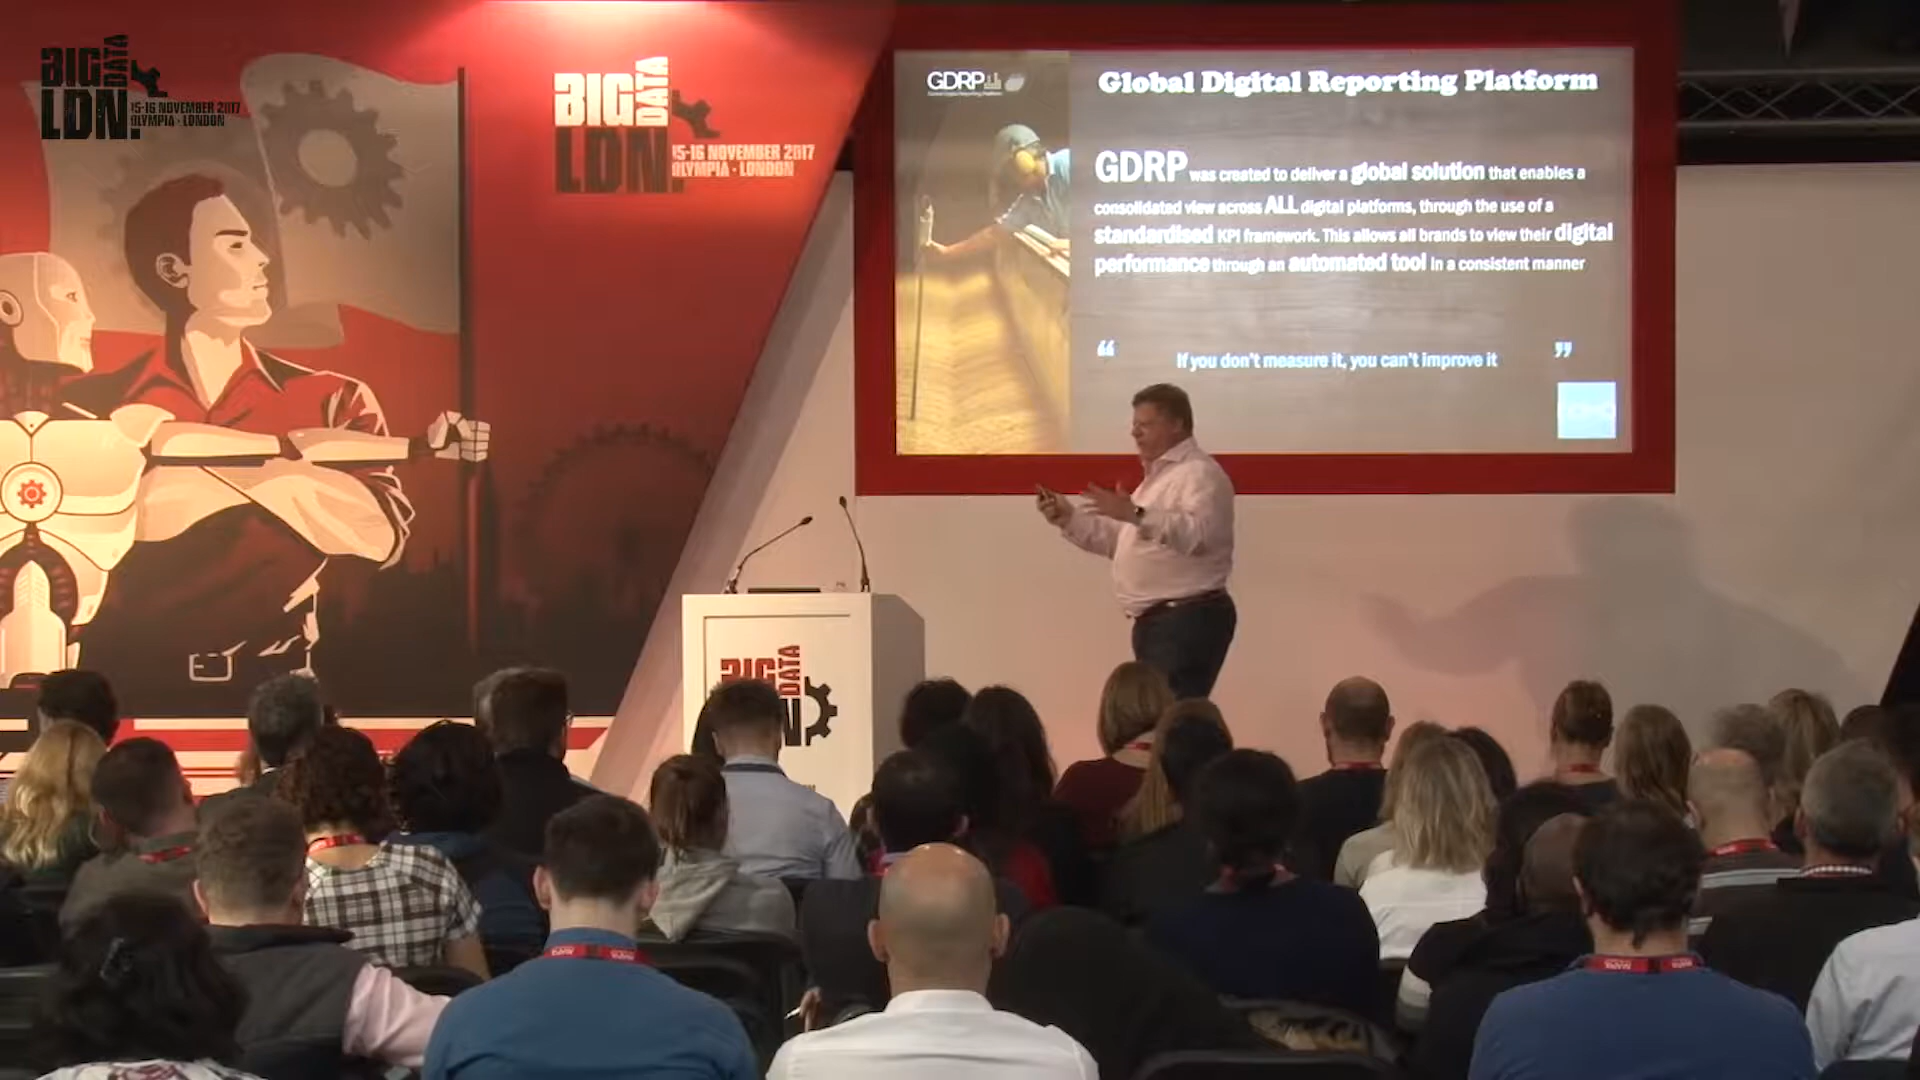 BIG DATA
LDN.
15-16 NOVEMBER 2017
OLYMPIA - LONDON
BIG DATA
LDN.
15-16 NOVEMBER 2017
OLYMPIA - LONDON
GDRP
Global Digital Reporting Platform
GDRP was created to deliver a global solution that enables a
consolidated view across ALL digital platforms, through the use of a
standardised KPI framework. This allows all brands to view their digital
performance through an automated tool in a consistent manner
“ If you don't measure it, you can't improve it ”
BIG DATA